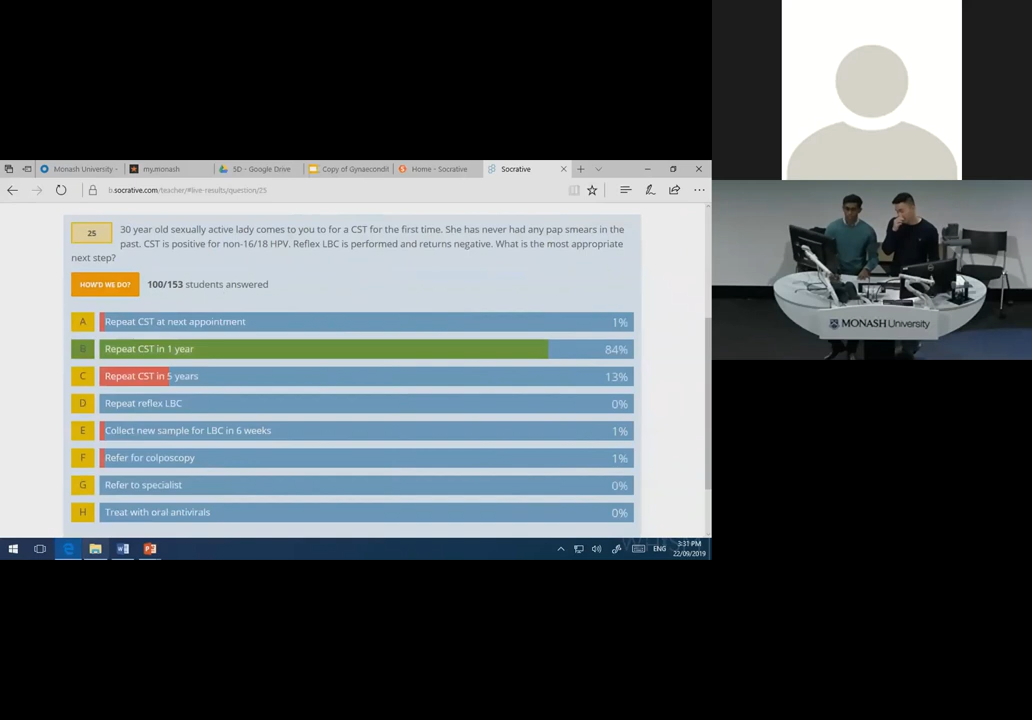 Monash University -
my.monash
5D - Google Drive
Copy of Gynaecondil
Home - Socrative
Socrative
b.socrative.com/teacher/#live-results/question/25
25
30 year old sexually active lady comes to you to for a CST for the first time. She has never had any pap smears in the
past. CST is positive for non-16/18 HPV. Reflex LBC is performed and returns negative. What is the most appropriate
next step?
HOW'D WE DO?
100/153 students answered
A Repeat CST at next appointment 1%
B Repeat CST in 1 year 84%
C Repeat CST in 5 years 13%
D Repeat reflex LBC 0%
E Collect new sample for LBC in 6 weeks 1%
F Refer for colposcopy 1%
G Refer to specialist 0%
H Treat with oral antivirals 0%
ENG
3:31 PM
22/09/2019
MONASH University